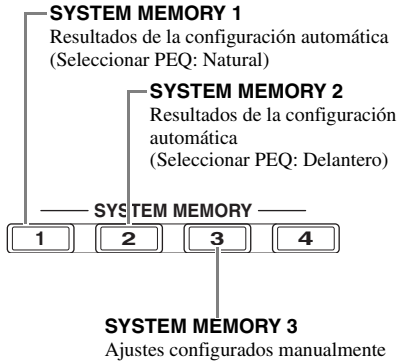 SYSTEM MEMORY 1
Resultados de la configuración automática
(Seleccionar PEQ: Natural)
SYSTEM MEMORY 2
Resultados de la configuración
automática
(Seleccionar PEQ: Delantero)
SYSTEM MEMORY
1 2 3 4
SYSTEM MEMORY 3
Ajustes configurados manualmente